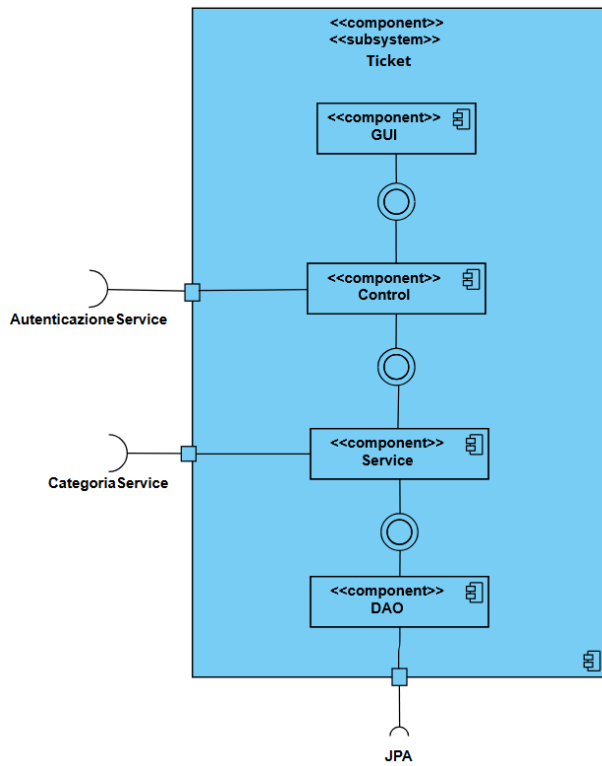 <<component>>
<<subsystem>>
Ticket
<<component>>
GUI
<<component>>
Control
AutenticazioneService
<<component>>
Service
CategoriaService
<<component>>
DAO
JPA